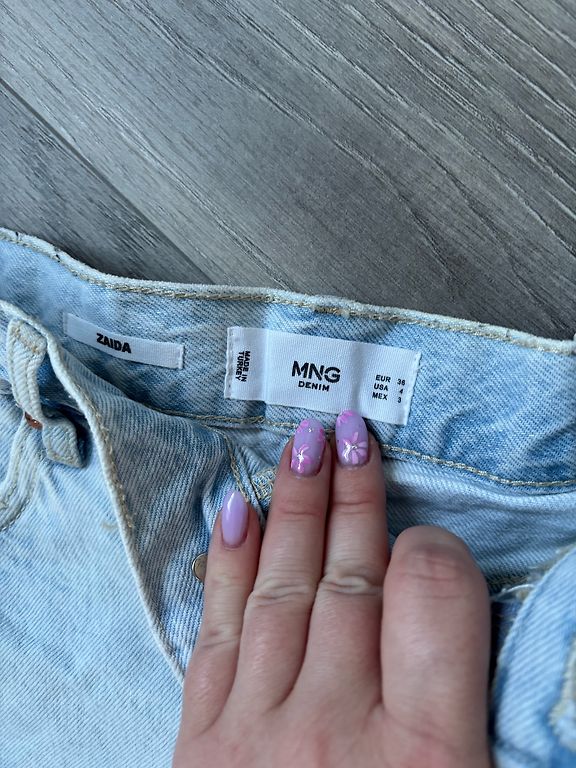 ZAIDA
MADE IN
TURKEY
MNG
DENIM
EUR 36
USA 4
MEX 3